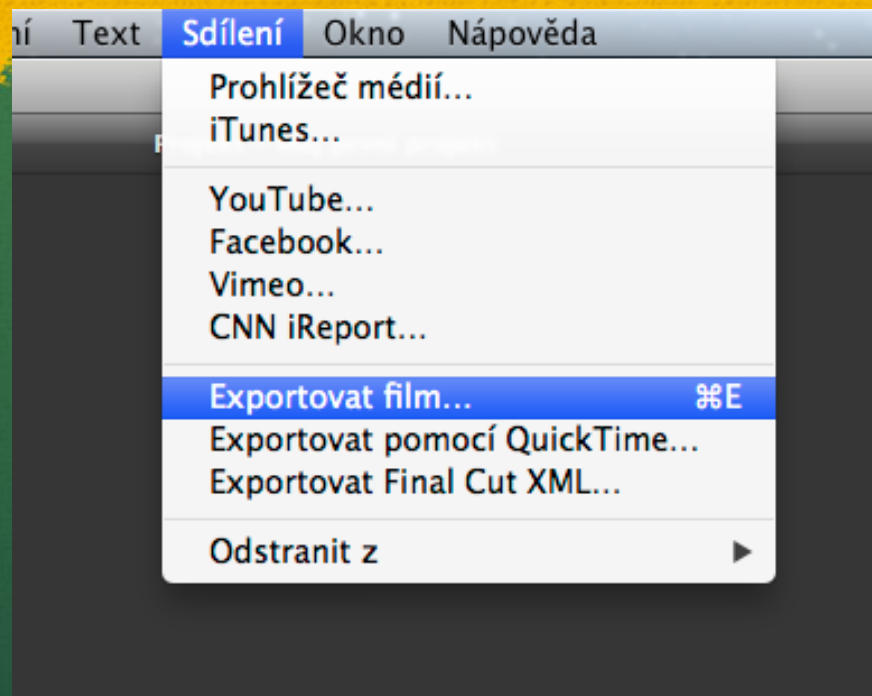 ní Text Sdílení Okno Nápověda
Prohlížeč médií...
iTunes...
YouTube...
Facebook...
Vimeo...
CNN iReport...
Exportovat film... ⌘E
Exportovat pomocí QuickTime...
Exportovat Final Cut XML...
Odstranit z ▶